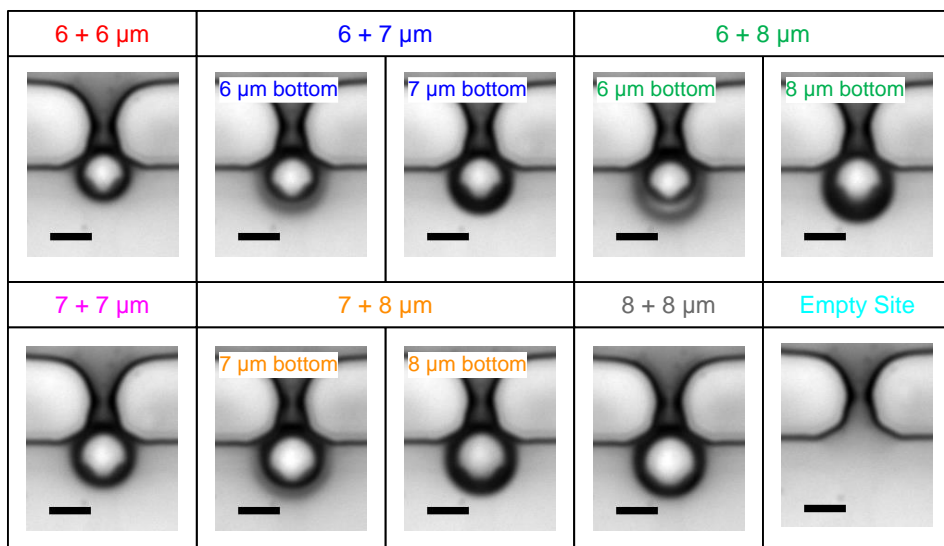 6 + 6 µm
6 + 7 µm
6 + 8 µm
6 µm bottom
7 µm bottom
6 µm bottom
8 µm bottom
7 + 7 µm
7 + 8 µm
8 + 8 µm
Empty Site
7 µm bottom
8 µm bottom